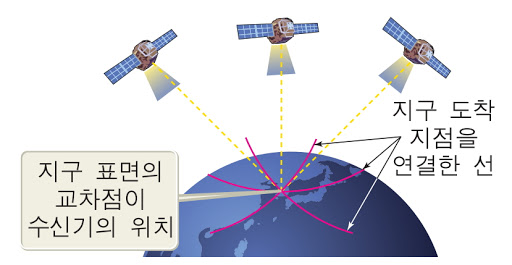 지구 도착
지점을
연결한 선
지구 표면의
교차점이
수신기의 위치